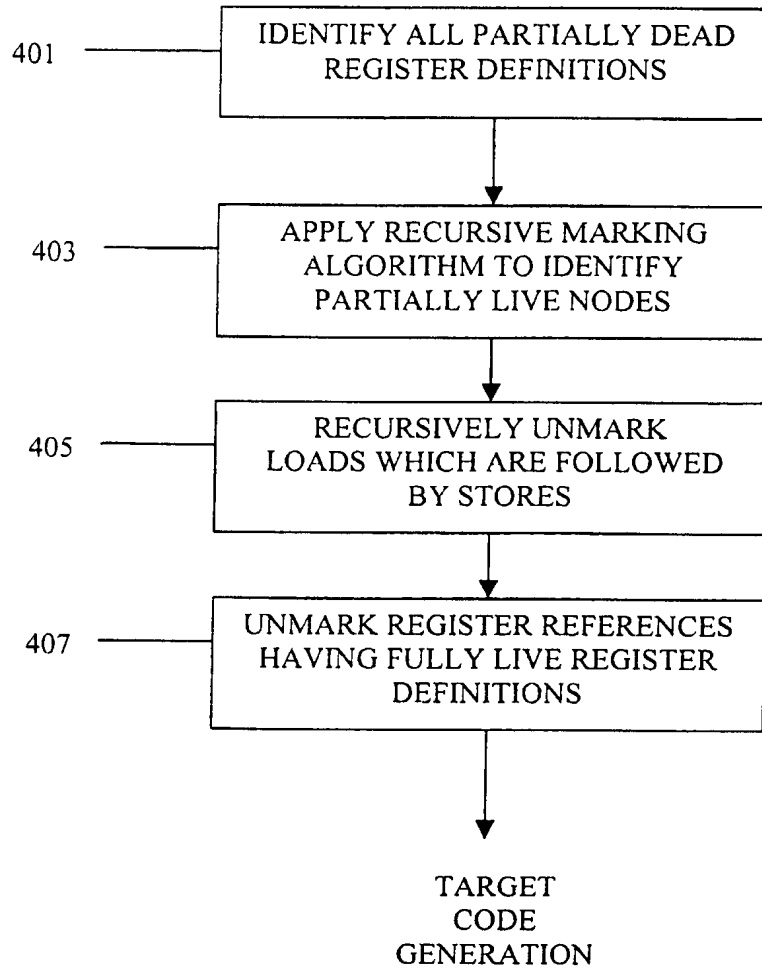 401
IDENTIFY ALL PARTIALLY DEAD
REGISTER DEFINITIONS
403
APPLY RECURSIVE MARKING
ALGORITHM TO IDENTIFY
PARTIALLY LIVE NODES
405
RECURSIVELY UNMARK
LOADS WHICH ARE FOLLOWED
BY STORES
407
UNMARK REGISTER REFERENCES
HAVING FULLY LIVE REGISTER
DEFINITIONS
TARGET
CODE
GENERATION